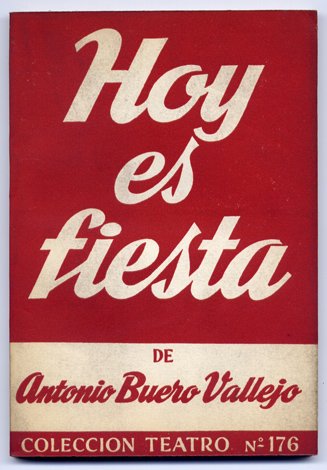 Hoy
es
fiesta
DE
Antonio Buero Vallejo
COLECCION TEATRO Nº 176